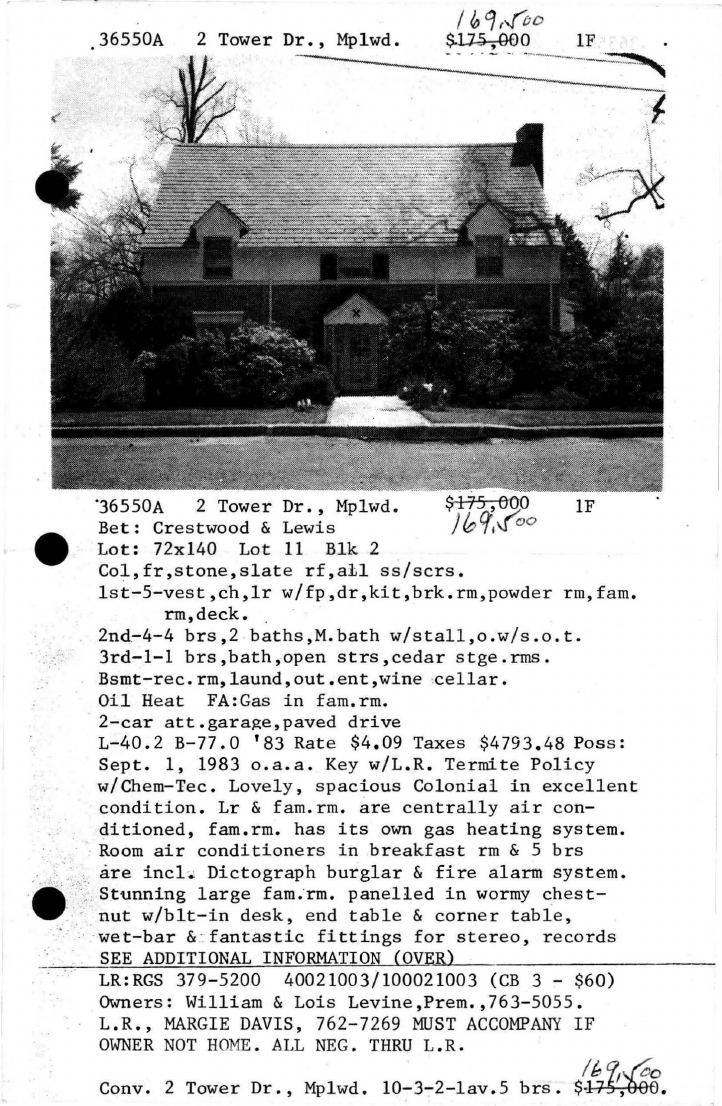 169,500
36550A 2 Tower Dr., Mplwd. $175,000 1F
36550A 2 Tower Dr., Mplwd. $175,000 1F
Bet: Crestwood & Lewis 169,500
Lot: 72x140 Lot 11 Blk 2
Col,fr,stone,slate rf,all ss/scrs.
1st-5-vest,ch,lr w/fp,dr,kit,brk.rm,powder rm,fam.
rm,deck.
2nd-4-4 brs,2 baths,M.bath w/stall,o.w/s.o.t.
3rd-1-1 brs,bath,open strs,cedar stge.rms.
Bsmt-rec.rm,laund,out.ent,wine cellar.
Oil Heat FA:Gas in fam.rm.
2-car att.garage,paved drive
L-40.2 B-77.0 '83 Rate $4.09 Taxes $4793.48 Poss:
Sept. 1, 1983 o.a.a. Key w/L.R. Termite Policy
w/Chem-Tec. Lovely, spacious Colonial in excellent
condition. Lr & fam.rm. are centrally air con-
ditioned, fam.rm. has its own gas heating system.
Room air conditioners in breakfast rm & 5 brs
are incl. Dictograph burglar & fire alarm system.
Stunning large fam.rm. panelled in wormy chest-
nut w/blt-in desk, end table & corner table,
wet-bar & fantastic fittings for stereo, records
SEE ADDITIONAL INFORMATION (OVER)
LR:RGS 379-5200 40021003/100021003 (CB 3 - $60)
Owners: William & Lois Levine,Prem.,763-5055.
L.R., MARGIE DAVIS, 762-7269 MUST ACCOMPANY IF
OWNER NOT HOME. ALL NEG. THRU L.R.
169,500
Conv. 2 Tower Dr., Mplwd. 10-3-2-1av.5 brs. $175,000.